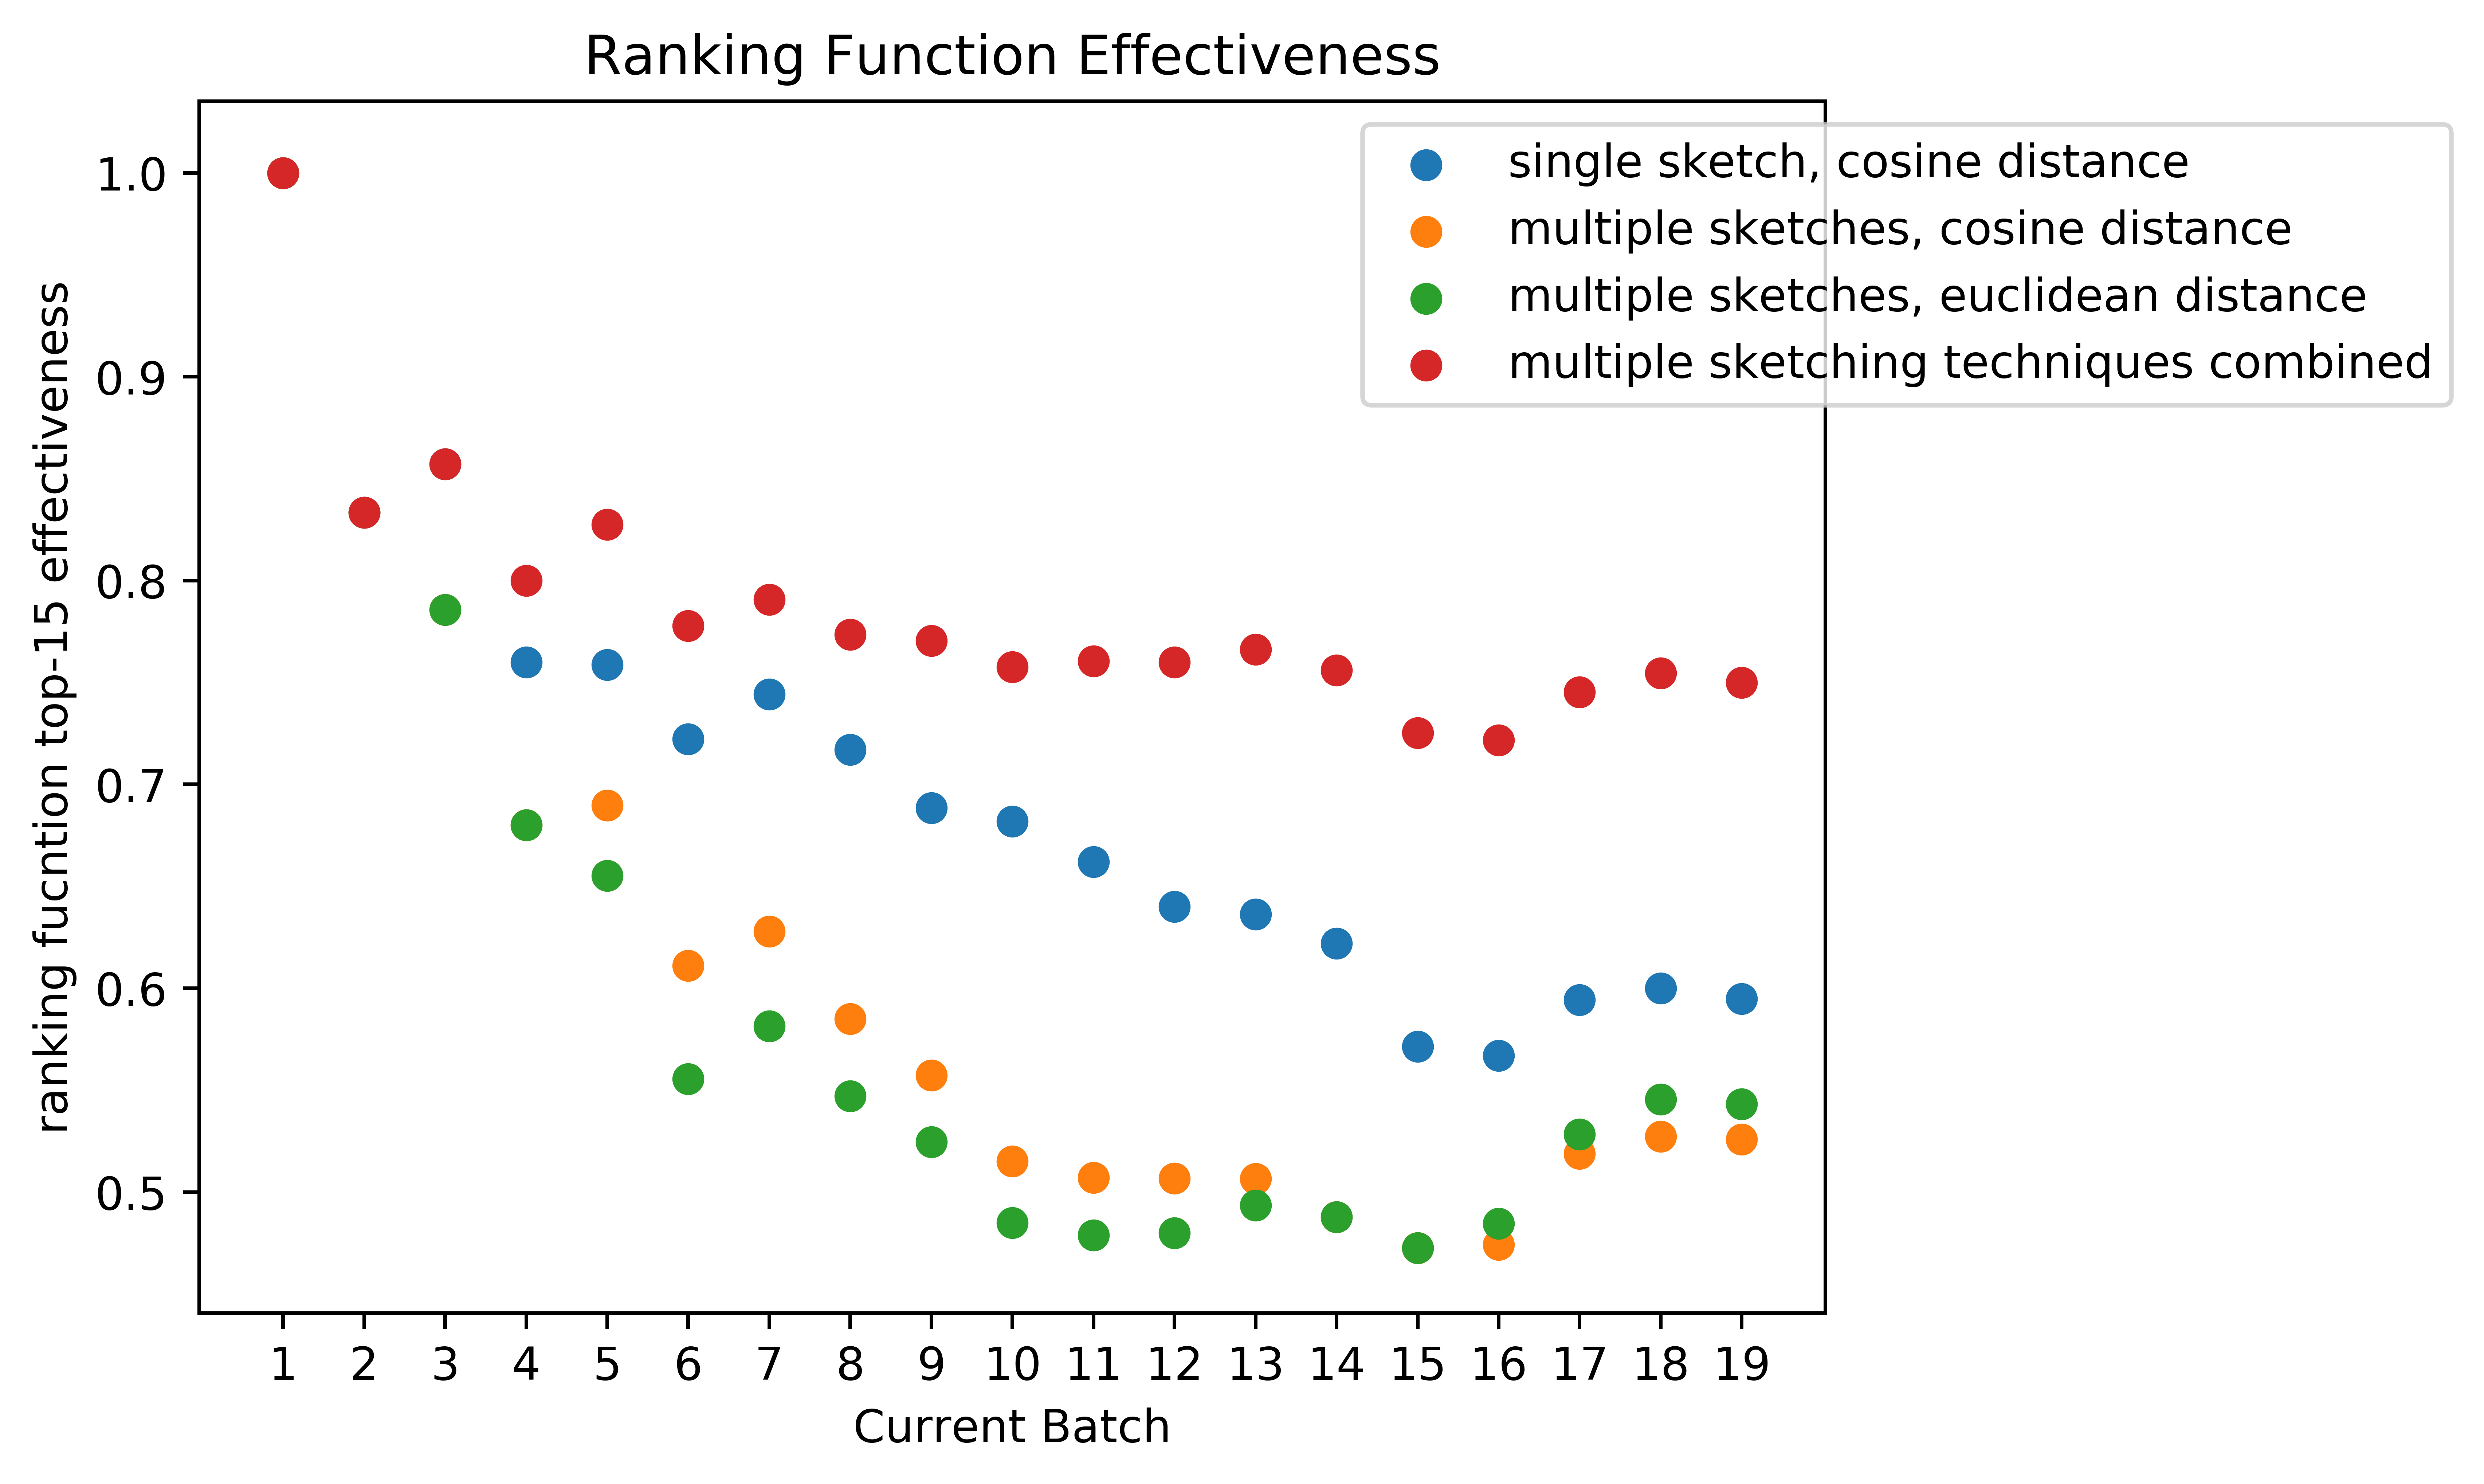 Ranking Function Effectiveness
single sketch, cosine distance
multiple sketches, cosine distance
multiple sketches, euclidean distance
multiple sketching techniques combined
ranking fucntion top-15 effectiveness
1.0
0.9
0.8
0.7
0.6
0.5
1 2 3 4 5 6 7 8 9 10 11 12 13 14 15 16 17 18 19
Current Batch